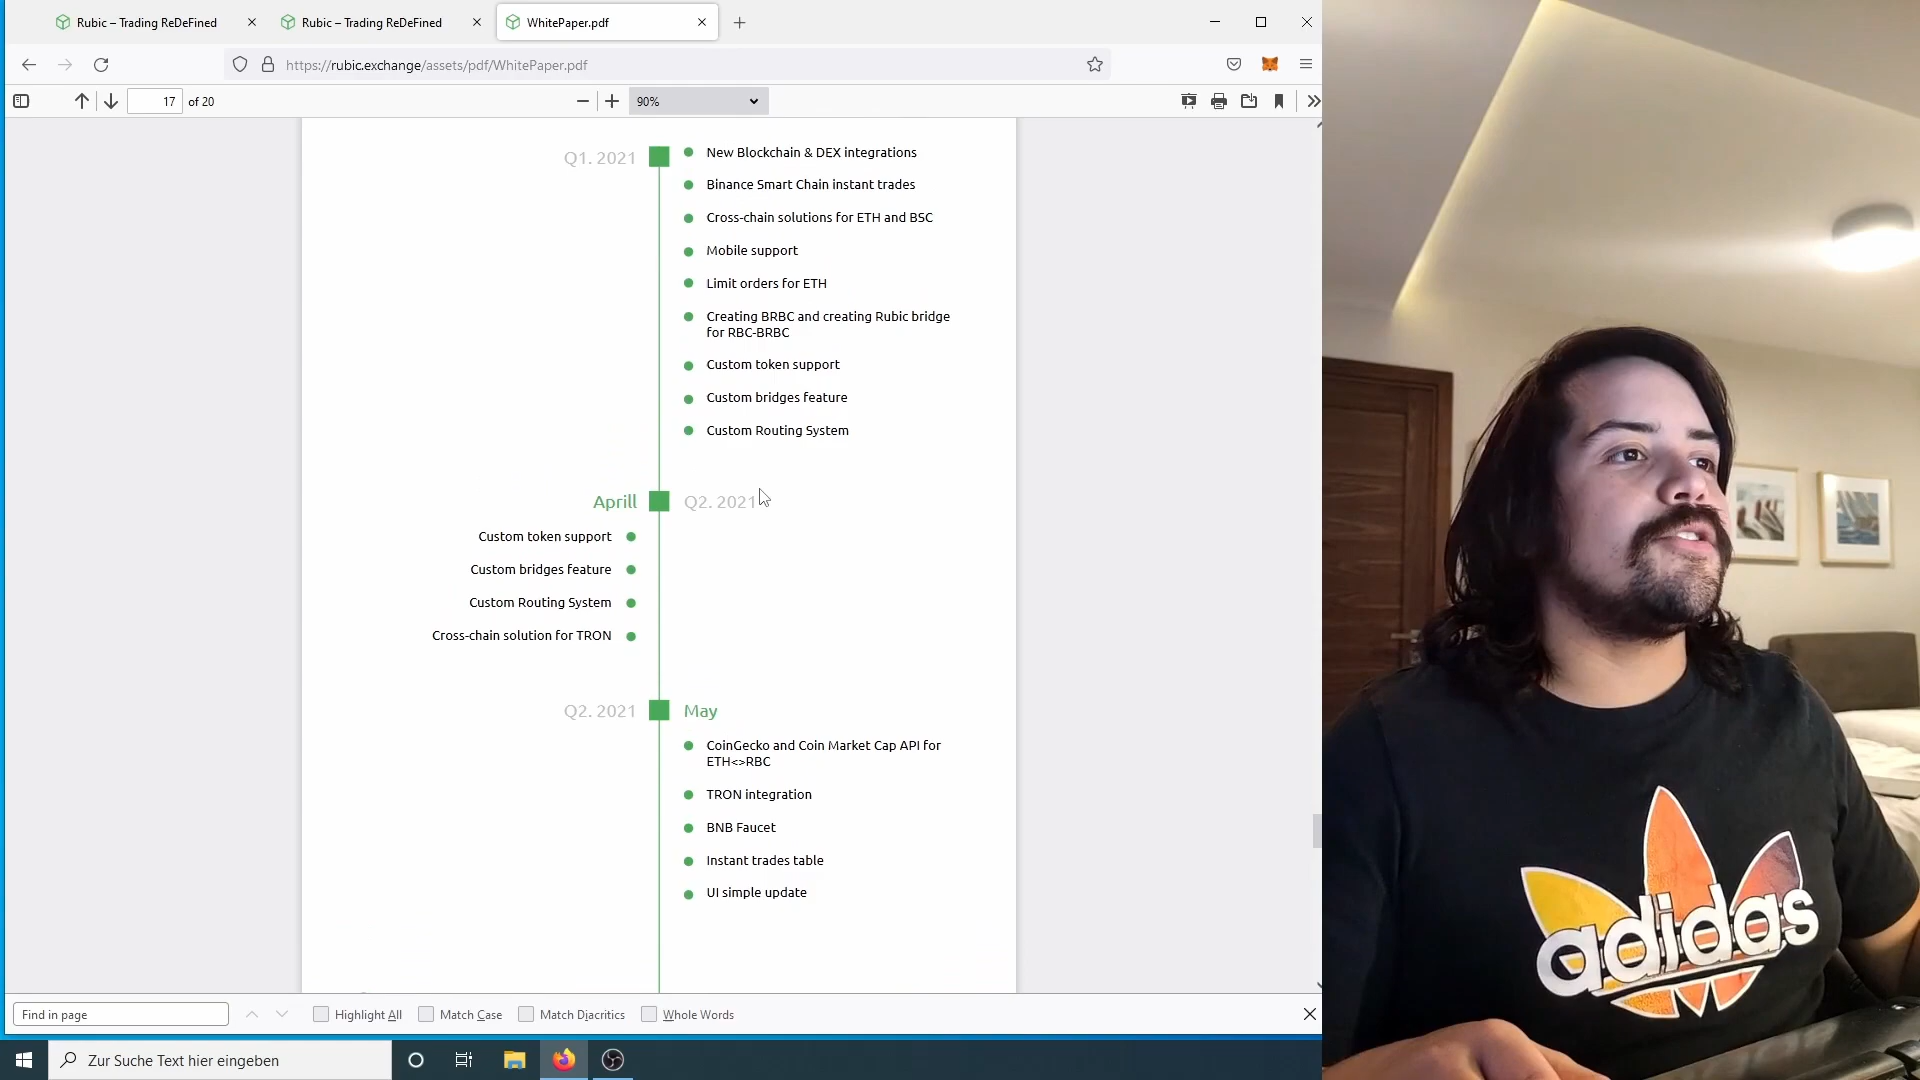 Rubic – Trading ReDeFined
Rubic – Trading ReDeFined
WhitePaper.pdf
https://rubic.exchange/assets/pdf/WhitePaper.pdf
17 of 20
90%
Q1. 2021
New Blockchain & DEX integrations
Binance Smart Chain instant trades
Cross-chain solutions for ETH and BSC
Mobile support
Limit orders for ETH
Creating BRBC and creating Rubic bridge
for RBC-BRBC
Custom token support
Custom bridges feature
Custom Routing System
Aprill
Q2. 2021
Custom token support
Custom bridges feature
Custom Routing System
Cross-chain solution for TRON
Q2. 2021
May
CoinGecko and Coin Market Cap API for
ETH<>RBC
TRON integration
BNB Faucet
Instant trades table
UI simple update
Find in page
Highlight All
Match Case
Match Diacritics
Whole Words
Zur Suche Text hier eingeben
adidas